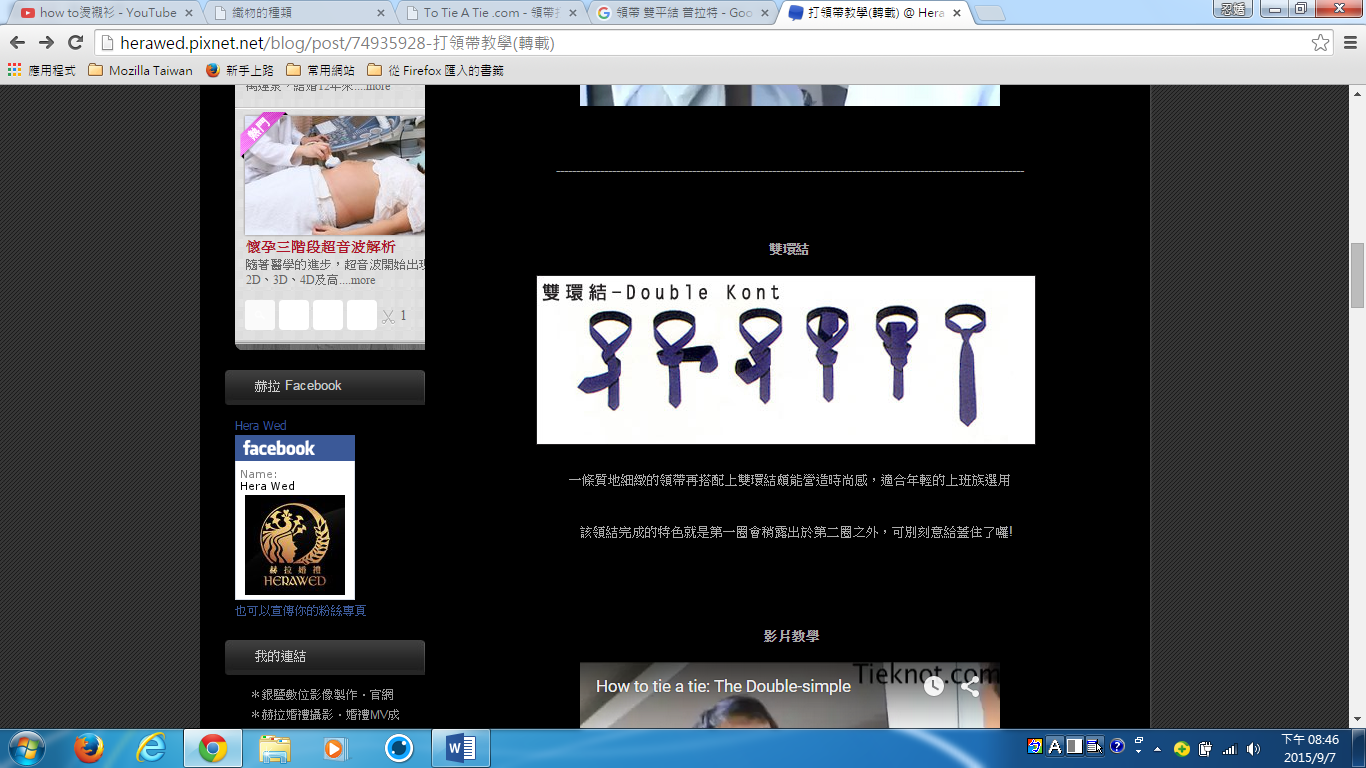 how to燙襯衫 - YouTube
織物的種類
To Tie A Tie .com - 領帶
領帶 雙平結 普拉特 - Goo
打領帶教學(轉載) @ Hera
herawed.pixnet.net/blog/post/74935928-打領帶教學(轉載)
應用程式
Mozilla Taiwan
新手上路
常用網站
從 Firefox 匯入的書籤
結婚12年來....more
熱門
懷孕三階段超音波解析
隨著醫學的進步，超音波開始出現
2D、3D、4D及高....more
1
赫拉 Facebook
Hera Wed
facebook
Name:
Hera Wed
赫拉婚禮
HERAWED
也可以宣傳你的粉絲專頁
我的連結
＊銀願數位影像製作‧官網
＊赫拉婚禮攝影‧婚禮MV成
雙環結
雙環結-Double Kont
一條質地細緻的領帶再搭配上雙環結頗能營造時尚感，適合年輕的上班族選用
該領結完成的特色就是第一圈會稍露出於第二圈之外，可別刻意給蓋住了囉!
影片教學
Tieknot.com
How to tie a tie: The Double-simple
下午 08:46
2015/9/7